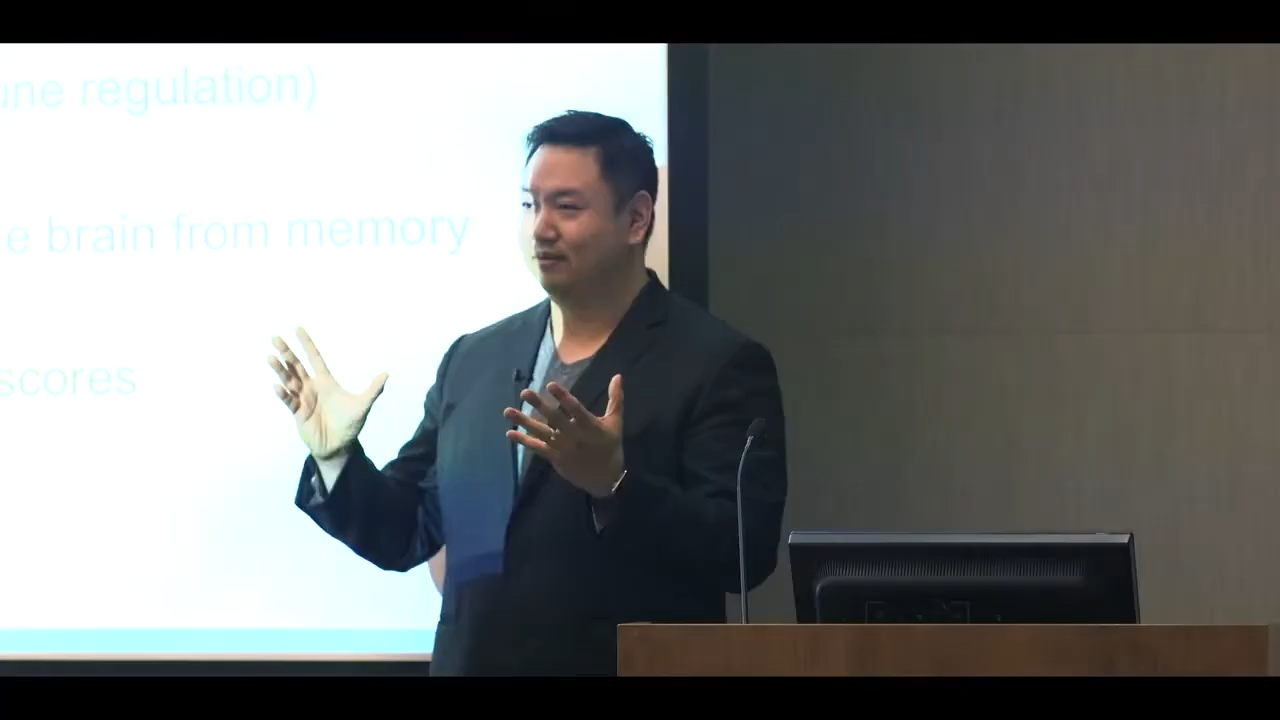 une regulation)
e brain from memory
scores